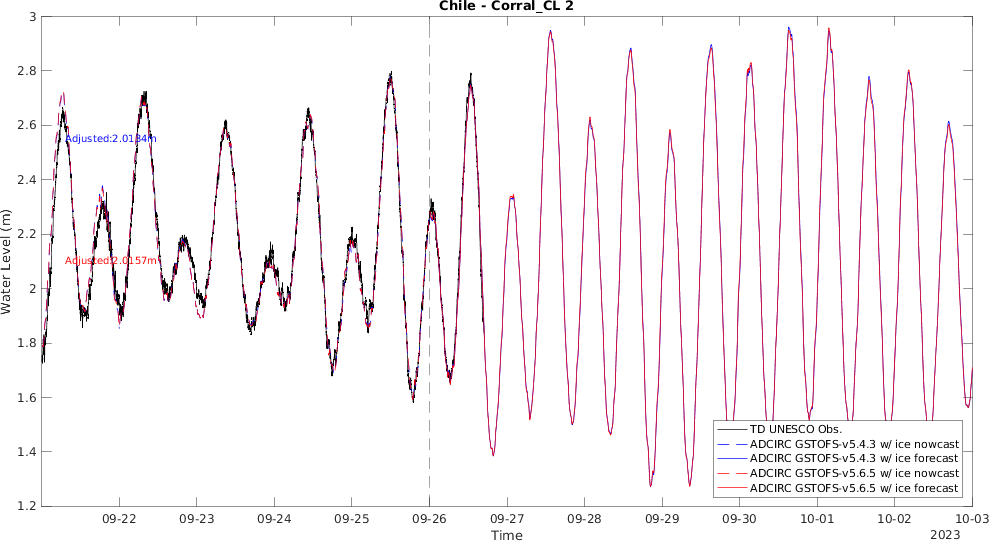 Chile - Corral_CL 2
Water Level (m)
3
2.8
2.6
2.4
2.2
2
1.8
1.6
1.4
1.2
Adjusted:2.0134m
Adjusted:2.0157m
TD UNESCO Obs.
ADCIRC GSTOFS-v5.4.3 w/ ice nowcast
ADCIRC GSTOFS-v5.4.3 w/ ice forecast
ADCIRC GSTOFS-v5.6.5 w/ ice nowcast
ADCIRC GSTOFS-v5.6.5 w/ ice forecast
09-22 09-23 09-24 09-25 09-26 09-27 09-28 09-29 09-30 10-01 10-02 10-03
Time
2023